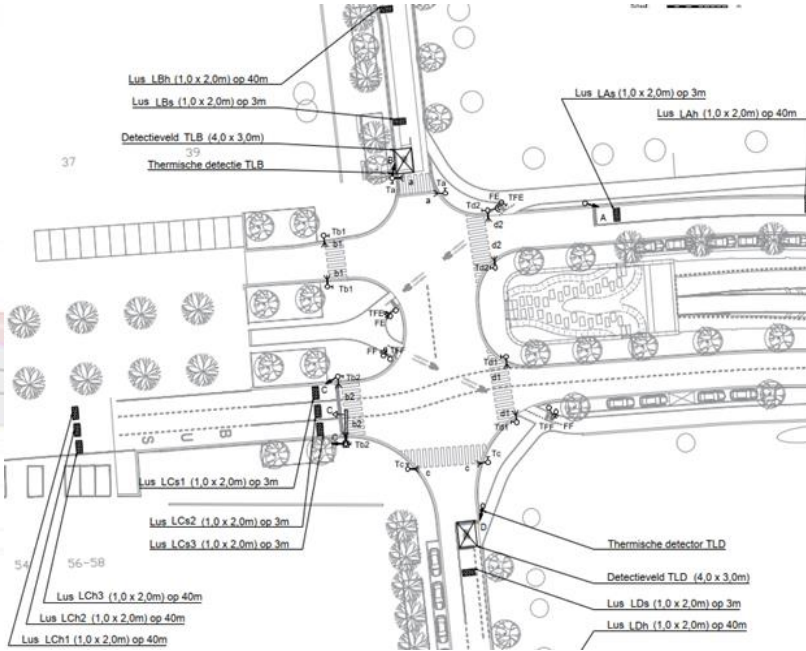 Schaal
Lus LBh (1,0 x 2,0m) op 40m
Lus LBs (1,0 x 2,0m) op 3m
Lus LAs (1,0 x 2,0m) op 3m
Lus LAh (1,0 x 2,0m) op 40m
Detectieveld TLB (4,0 x 3,0m)
Thermische detectie TLB
37
39
B
Ta
a
Ta
a
FE
TFE
Td2
d2
A
Tb1
b1
d2
Td2
b1
Tb1
TFE
FE
FF
TFF
Td1
d1
Tb2
C
b2
C
b2
Tb2
d1
Td1
TFF
FF
BUS
Tc
c
Tc
c
D
Lus LCs1 (1,0 x 2,0m) op 3m
Lus LCs2 (1,0 x 2,0m) op 3m
Lus LCs3 (1,0 x 2,0m) op 3m
Thermische detector TLD
Detectieveld TLD (4,0 x 3,0m)
Lus LDs (1,0 x 2,0m) op 3m
Lus LDh (1,0 x 2,0m) op 40m
54
56-58
Lus LCh3 (1,0 x 2,0m) op 40m
Lus LCh2 (1,0 x 2,0m) op 40m
Lus LCh1 (1,0 x 2,0m) op 40m